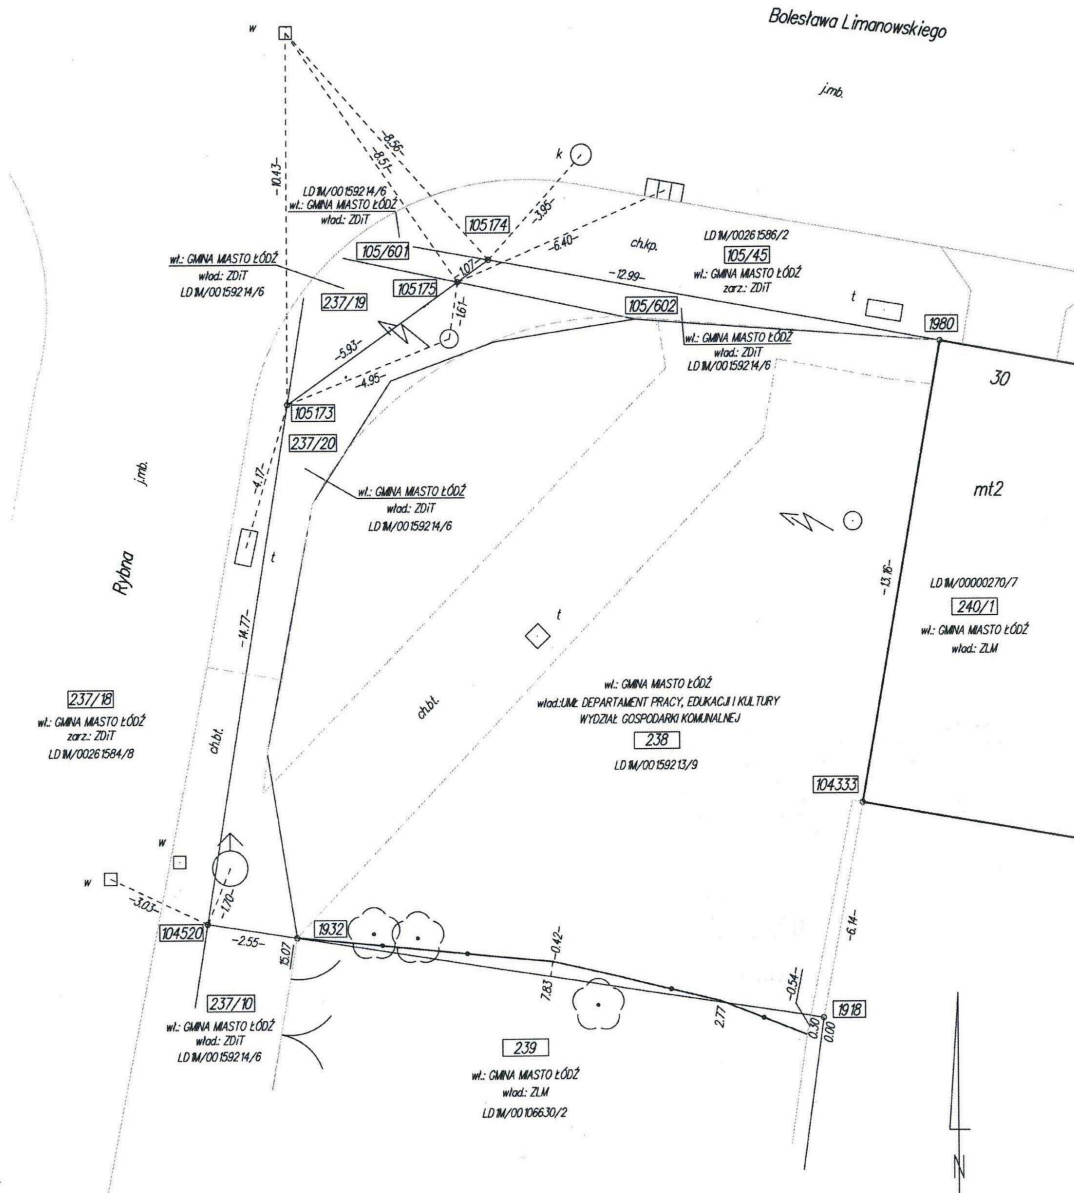 Bolesława Limanowskiego
j.mb.
w
-8.56-
-8.51-
-10.43-
k
-3.95-
LD1M/00159214/6
wł.: GMINA MIASTO ŁÓDŹ
wład.: ZDiT
105/601
105174
-6.40-
ch.kp.
LD1M/00261586/2
105/45
wł.: GMINA MIASTO ŁÓDŹ
zarz.: ZDiT
-12.99-
wł.: GMINA MIASTO ŁÓDŹ
wład.: ZDiT
LD1M/00159214/6
237/19
105175
-1.07-
-1.61-
105/602
t
1980
wł.: GMINA MIASTO ŁÓDŹ
wład.: ZDiT
LD1M/00159214/6
-5.93-
-4.95-
30
105173
237/20
mt2
-4.17-
wł.: GMINA MIASTO ŁÓDŹ
wład.: ZDiT
LD1M/00159214/6
j.mb.
Rybna
t
-13.76-
LD1M/00000270/7
240/1
wł.: GMINA MIASTO ŁÓDŹ
wład.: ZLM
-14.77-
t
237/18
wł.: GMINA MIASTO ŁÓDŹ
zarz.: ZDiT
LD1M/00261584/8
ch.bt.
ch.bt.
wł.: GMINA MIASTO ŁÓDŹ
wład.:UMŁ DEPARTAMENT PRACY, EDUKACJI I KULTURY
WYDZIAŁ GOSPODARKI KOMUNALNEJ
238
LD1M/00159213/9
104333
w
w
-3.03-
-1.70-
104520
-2.55-
1932
15.07
-0.42-
7.83
-6.14-
-0.54-
2.77
0.30
0.00
1918
237/10
wł.: GMINA MIASTO ŁÓDŹ
wład.: ZDiT
LD1M/00159214/6
239
wł.: GMINA MIASTO ŁÓDŹ
wład.: ZLM
LD1M/00106630/2
N